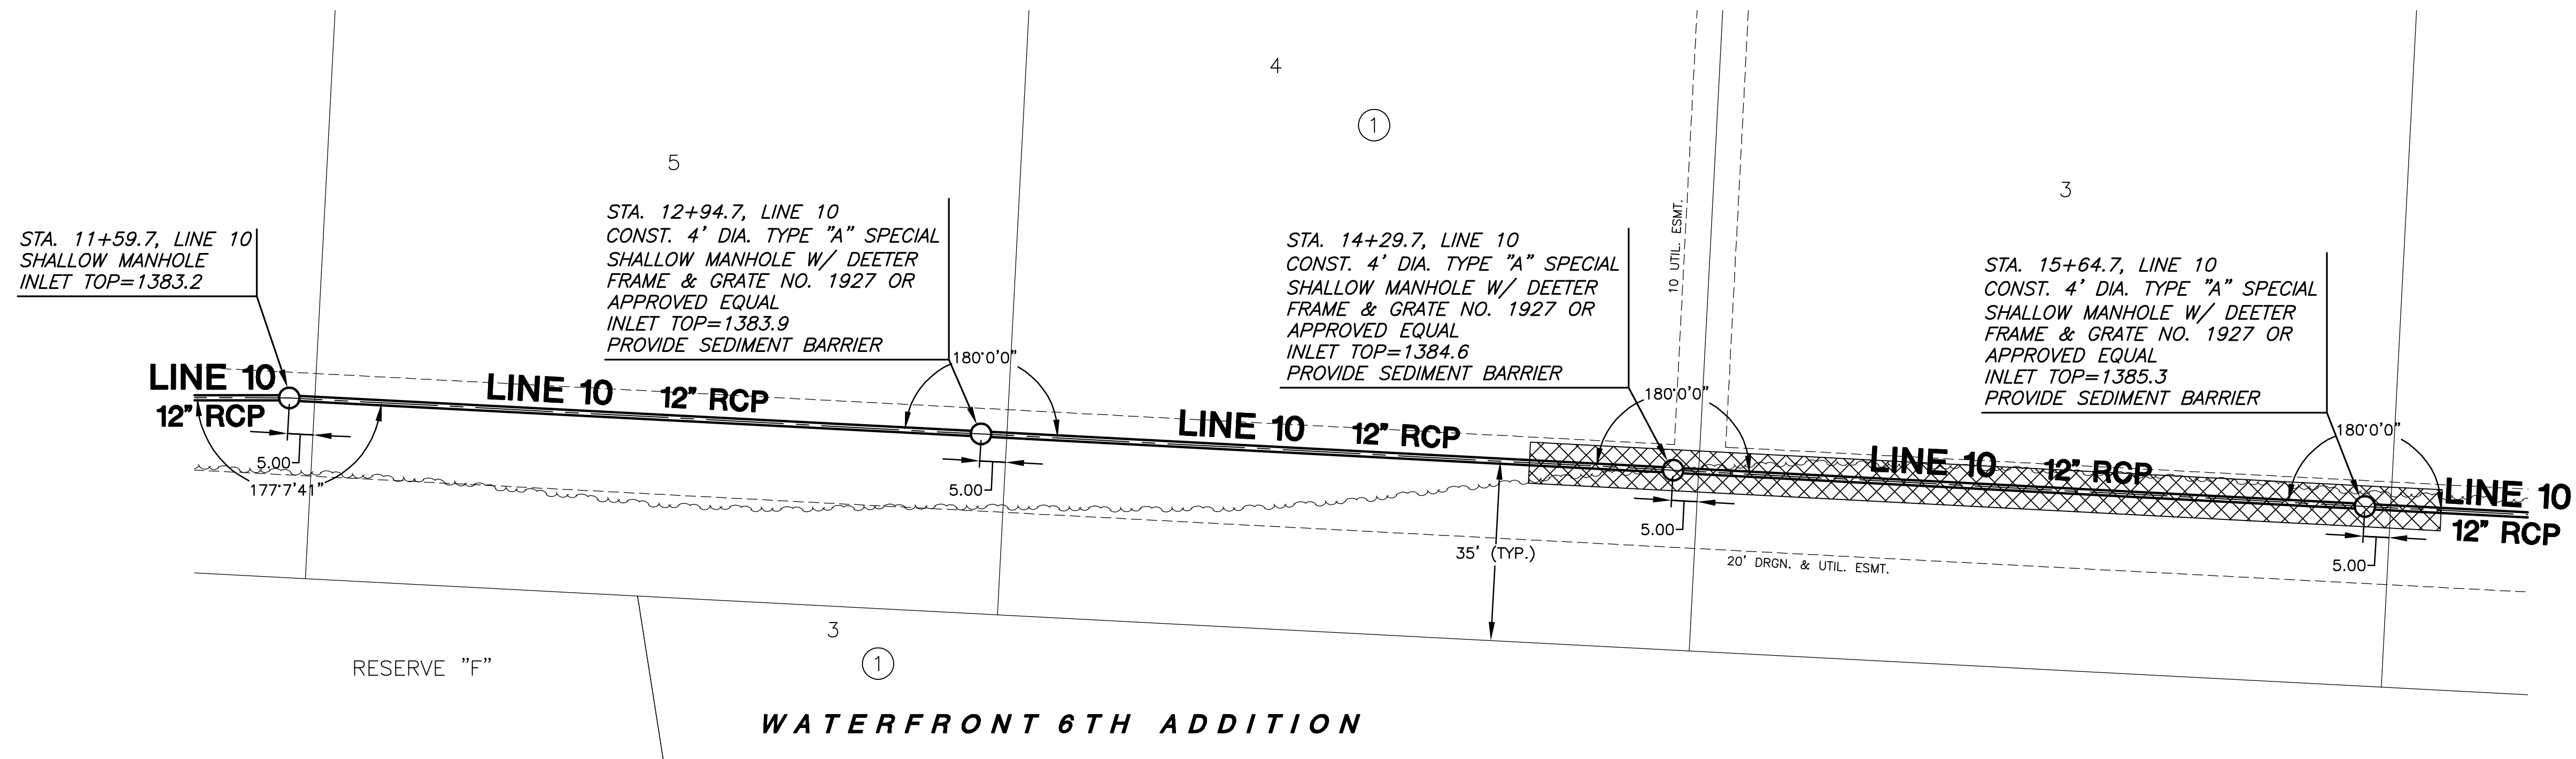 4
1
5
3
STA. 11+59.7, LINE 10
SHALLOW MANHOLE
INLET TOP=1383.2
STA. 12+94.7, LINE 10
CONST. 4' DIA. TYPE "A" SPECIAL
SHALLOW MANHOLE W/ DEETER
FRAME & GRATE NO. 1927 OR
APPROVED EQUAL
INLET TOP=1383.9
PROVIDE SEDIMENT BARRIER
STA. 14+29.7, LINE 10
CONST. 4' DIA. TYPE "A" SPECIAL
SHALLOW MANHOLE W/ DEETER
FRAME & GRATE NO. 1927 OR
APPROVED EQUAL
INLET TOP=1384.6
PROVIDE SEDIMENT BARRIER
10 UTIL. ESMT.
STA. 15+64.7, LINE 10
CONST. 4' DIA. TYPE "A" SPECIAL
SHALLOW MANHOLE W/ DEETER
FRAME & GRATE NO. 1927 OR
APPROVED EQUAL
INLET TOP=1385.3
PROVIDE SEDIMENT BARRIER
180°0'0"
180°0'0"
180°0'0"
LINE 10
12" RCP
LINE 10 12" RCP
LINE 10 12" RCP
LINE 10 12" RCP
LINE 10
12" RCP
5.00
177°7'41"
5.00
5.00
5.00
35' (TYP.)
20' DRGN. & UTIL. ESMT.
3
1
RESERVE "F"
WATERFRONT 6TH ADDITION